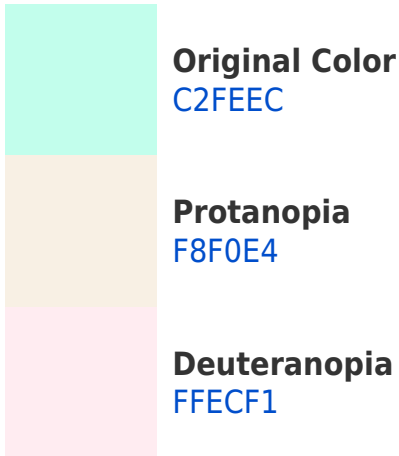 Original Color
C2FEEC
Protanopia
F8F0E4
Deuteranopia
FFECF1